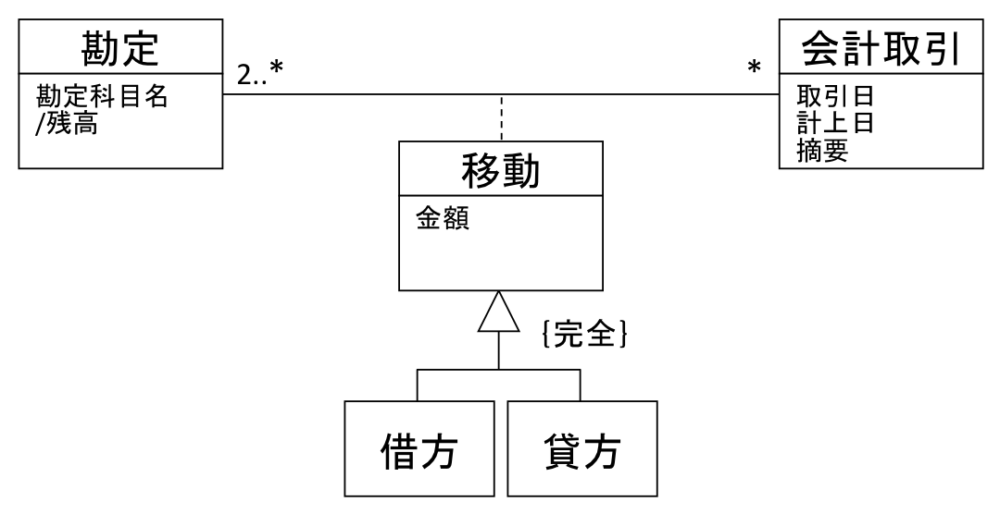 勘定
勘定科目名
/残高
2..*
*
会計取引
取引日
計上日
摘要
移動
金額
{完全}
借方
貸方